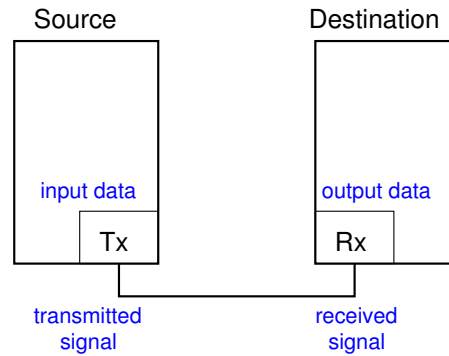 Source
Destination
input data
output data
Tx
Rx
transmitted
signal
received
signal